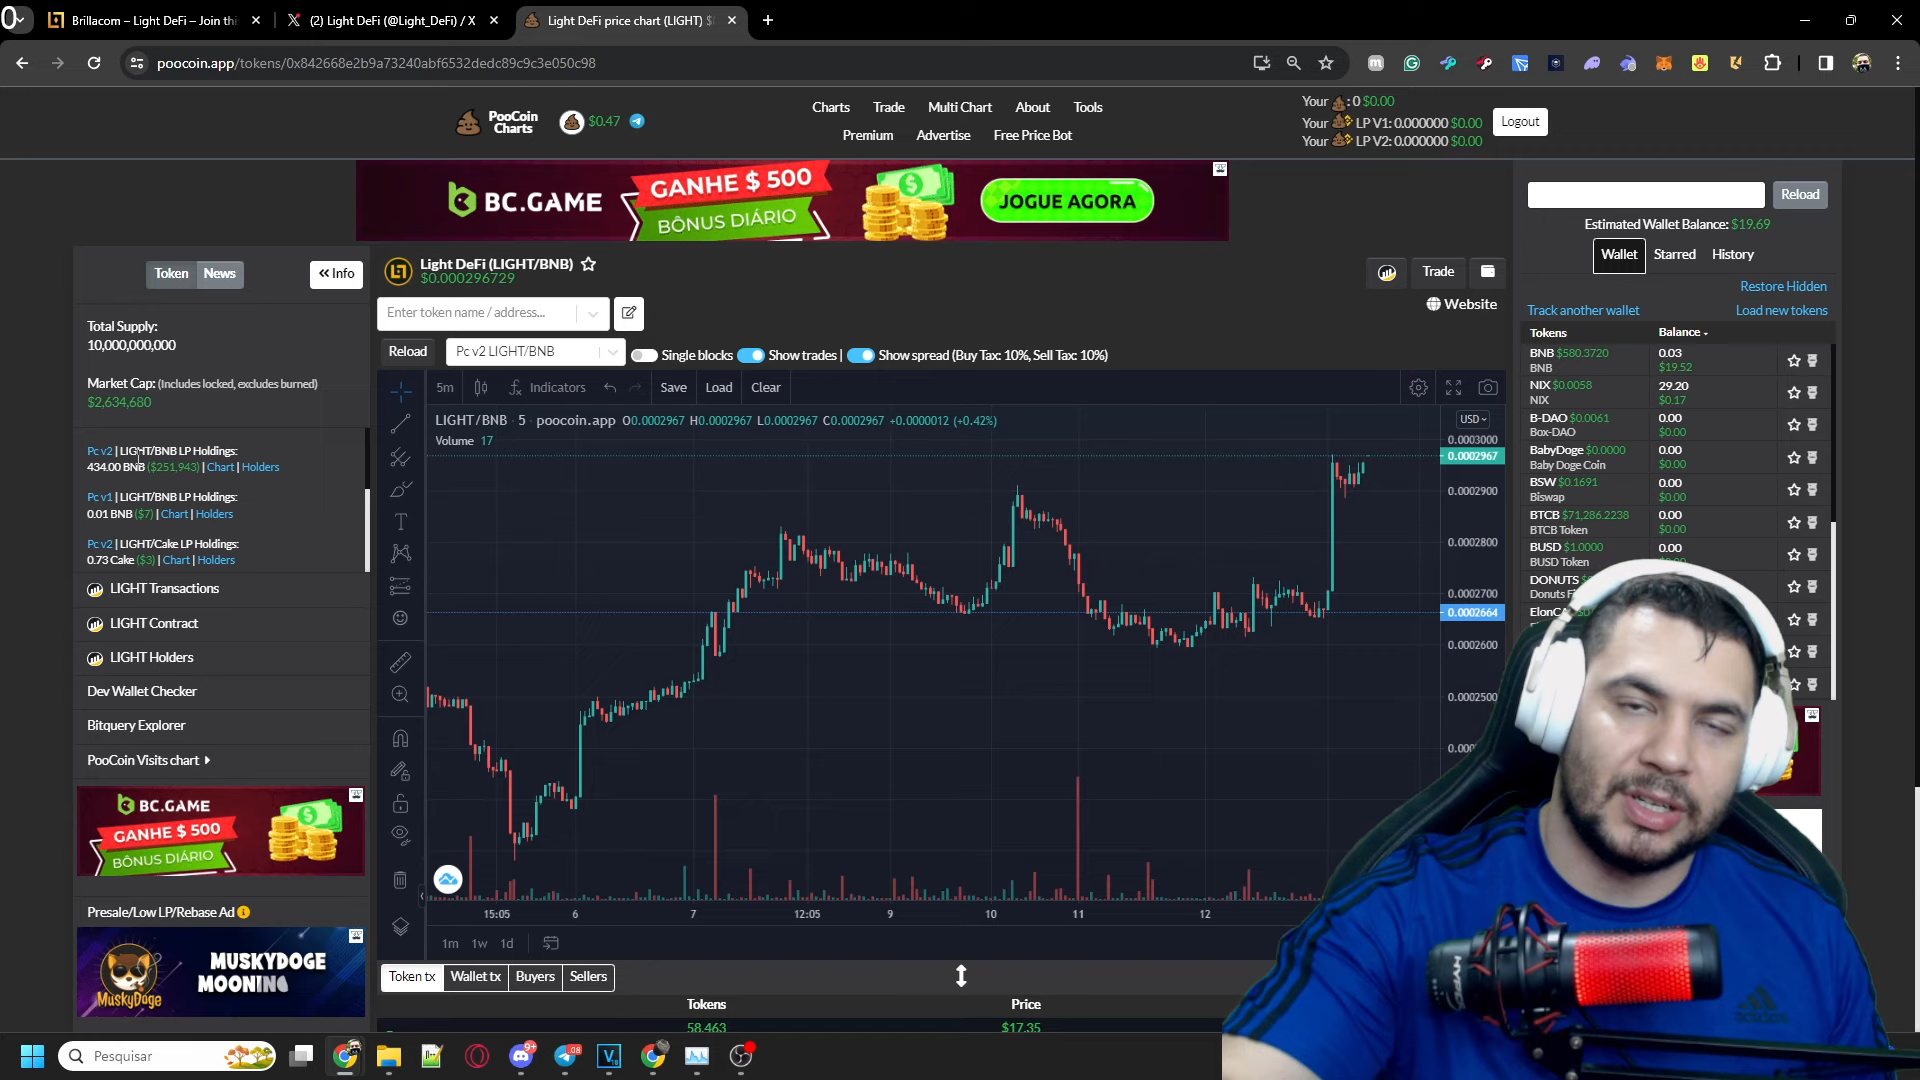 Brillacom – Light DeFi – Join thi
(2) Light DeFi (@Light_DeFi) / X
Light DeFi price chart (LIGHT) $
poocoin.app/tokens/0x842668e2b9a73240abf6532dedc89c9c3e050c98
PooCoin
Charts
$0.47
Charts
Trade
Multi Chart
About
Tools
Premium
Advertise
Free Price Bot
Your : 0 $0.00
Your LP V1: 0.000000 $0.00
Your LP V2: 0.000000 $0.00
Logout
BC.GAME
GANHE $ 500
BÔNUS DIÁRIO
JOGUE AGORA
Reload
Estimated Wallet Balance: $19.69
Wallet
Starred
History
Restore Hidden
Track another wallet
Load new tokens
Tokens
Balance
BNB $580.3720
BNB
0.03
$19.52
NIX $0.0058
NIX
29.20
$0.17
B-DAO $0.0061
Box-DAO
0.00
$0.00
BabyDoge $0.0000
Baby Doge Coin
0.00
$0.00
BSW $0.1691
Biswap
0.00
$0.00
BTCB $71,286.2238
BTCB Token
0.00
$0.00
BUSD $1.0000
BUSD Token
0.00
$0.00
DONUTS
Donuts Fi
ElonCA
Token
News
Info
Total Supply:
10,000,000,000
Market Cap: (Includes locked, excludes burned)
$2,634,680
Pc v2 | LIGHT/BNB LP Holdings:
434.00 BNB ($251,943) | Chart | Holders
Pc v1 | LIGHT/BNB LP Holdings:
0.01 BNB ($7) | Chart | Holders
Pc v2 | LIGHT/Cake LP Holdings:
0.73 Cake ($3) | Chart | Holders
LIGHT Transactions
LIGHT Contract
LIGHT Holders
Dev Wallet Checker
Bitquery Explorer
PooCoin Visits chart
BC.GAME
GANHE $ 500
BÔNUS DIÁRIO
Presale/Low LP/Rebase Ad
MUSKYDOGE
MOONING
MuskyDoge
Light DeFi (LIGHT/BNB)
$0.000296729
Trade
Website
Enter token name / address...
Reload
Pc v2 LIGHT/BNB
Single blocks
Show trades |
Show spread (Buy Tax: 10%, Sell Tax: 10%)
5m
Indicators
Save
Load
Clear
LIGHT/BNB · 5 · poocoin.app O0.0002967 H0.0002967 L0.0002967 C0.0002967 +0.0000012 (+0.42%)
Volume 17
USD
0.0003000
0.0002967
0.0002900
0.0002800
0.0002700
0.0002664
0.0002600
0.0002500
15:05
6
7
12:05
9
10
11
12
1m
1w
1d
Token tx
Wallet tx
Buyers
Sellers
Tokens
Price
58,463
$17.35
Pesquisar
HYPERX
adidas